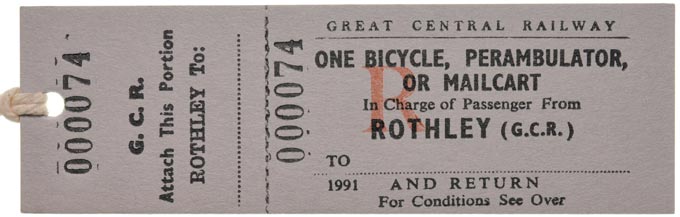 000074
G. C. R.
Attach This Portion
ROTHLEY To:
000074
GREAT CENTRAL RAILWAY
ONE BICYCLE, PERAMBULATOR,
OR MAILCART
R
In Charge of Passenger From
ROTHLEY (G.C.R.)
TO
1991 AND RETURN
For Conditions See Over